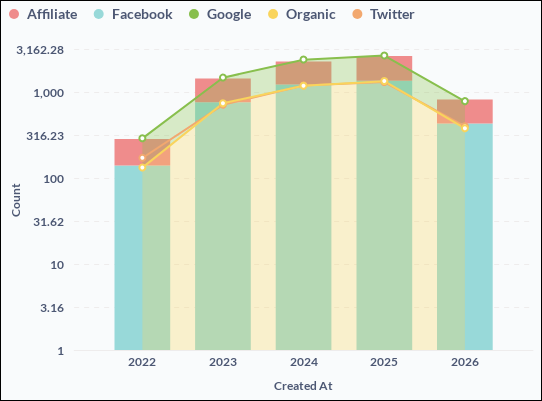 Affiliate Facebook Google Organic Twitter
3,162.28
1,000
316.23
100
31.62
10
3.16
1
Count
2022 2023 2024 2025 2026
Created At